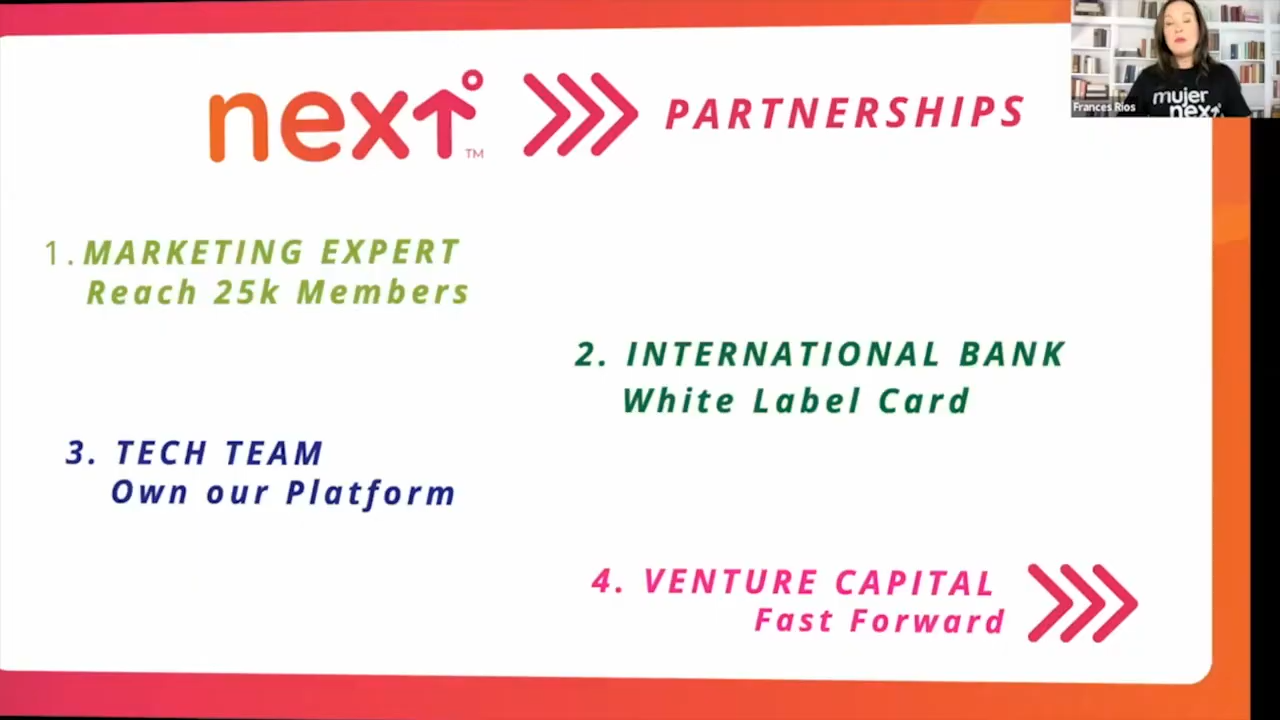 next
TM
PARTNERSHIPS
Frances Rios
mujer
next
1. MARKETING EXPERT
Reach 25k Members
2. INTERNATIONAL BANK
White Label Card
3. TECH TEAM
Own our Platform
4. VENTURE CAPITAL
Fast Forward